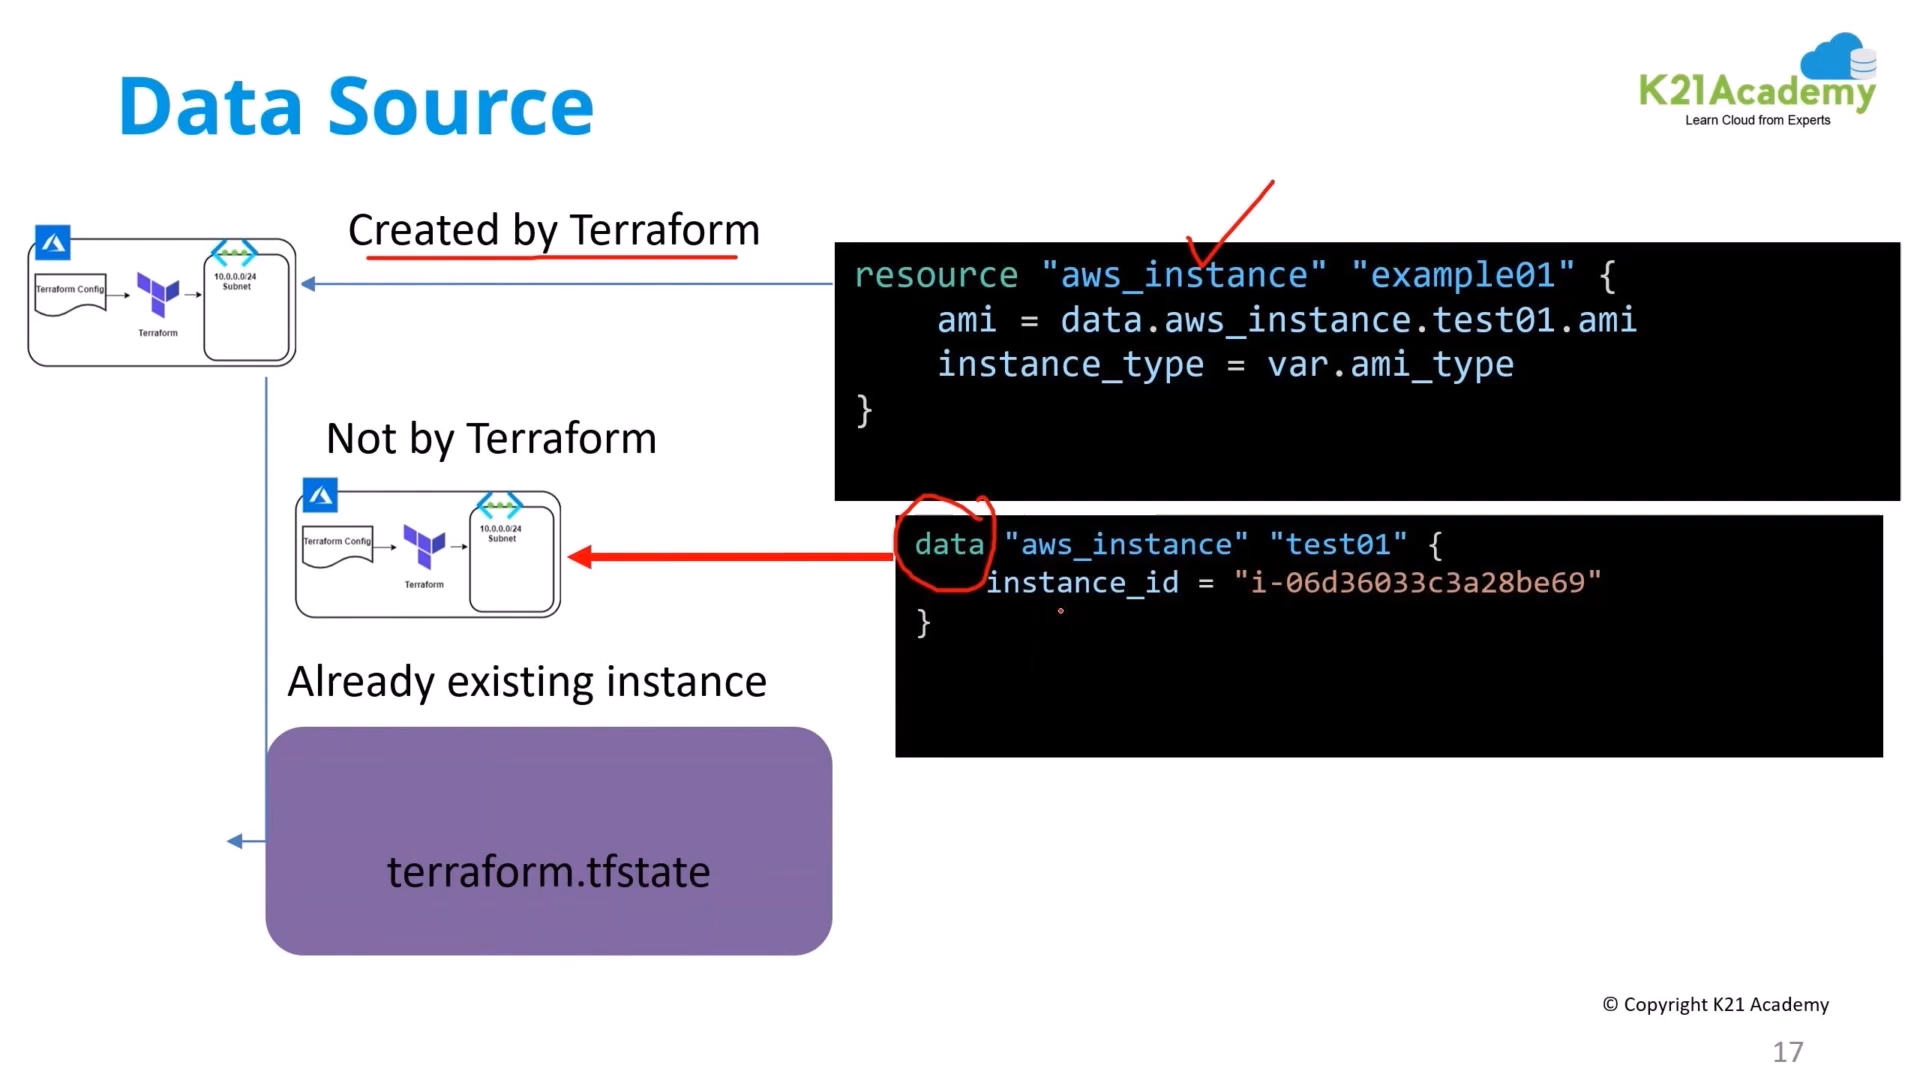 Data Source
K21Academy
Learn Cloud from Experts
Created by Terraform
Terraform Config
Terraform
10.0.0.0/24
Subnet
resource "aws_instance" "example01" {
    ami = data.aws_instance.test01.ami
    instance_type = var.ami_type
}
Not by Terraform
Terraform Config
Terraform
10.0.0.0/24
Subnet
data "aws_instance" "test01" {
    instance_id = "i-06d36033c3a28be69"
}
Already existing instance
terraform.tfstate
© Copyright K21 Academy
17